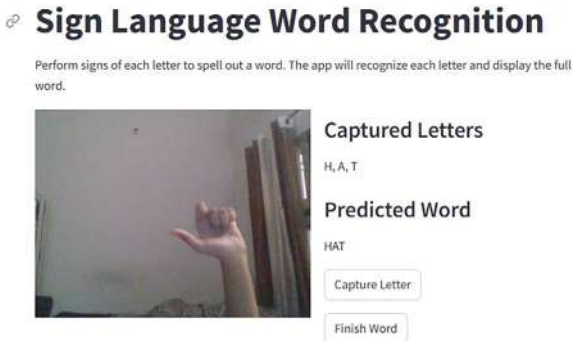 Sign Language Word Recognition
Perform signs of each letter to spell out a word. The app will recognize each letter and display the full
word.
Captured Letters
H, A, T
Predicted Word
HAT
Capture Letter
Finish Word